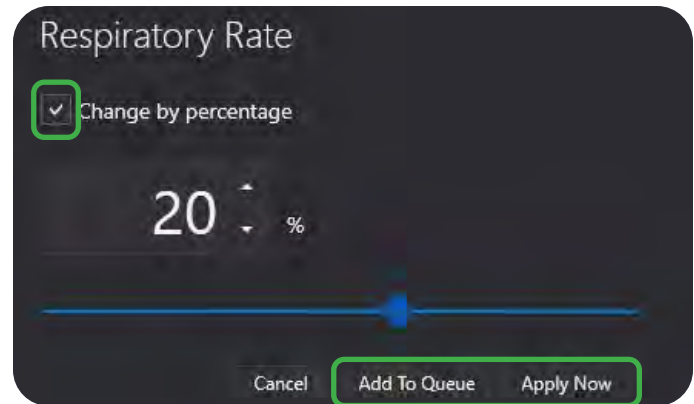 Respiratory Rate
Change by percentage
20 %
Cancel Add To Queue Apply Now